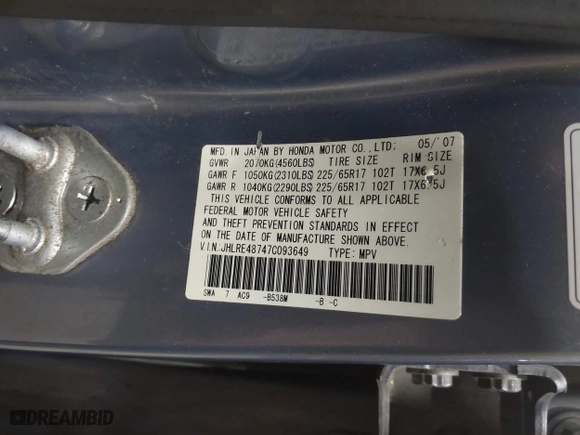 MFD. IN JAPAN BY HONDA MOTOR CO., LTD. 05/'07
GVWR 2070KG(4560LBS) TIRE SIZE RIM SIZE
GAWR F 1050KG(2310LBS) 225/65R17 102T 17X6.5J
GAWR R 1040KG(2290LBS) 225/65R17 102T 17X6.5J
THIS VEHICLE CONFORMS TO ALL APPLICABLE
FEDERAL MOTOR VEHICLE SAFETY
AND THEFT PREVENTION STANDARDS IN EFFECT
ON THE DATE OF MANUFACTURE SHOWN ABOVE.
V.I.N.:JHLRE48747C093649 TYPE: MPV
SWA 7 AC9 -B538M -B -C
DREAMBID